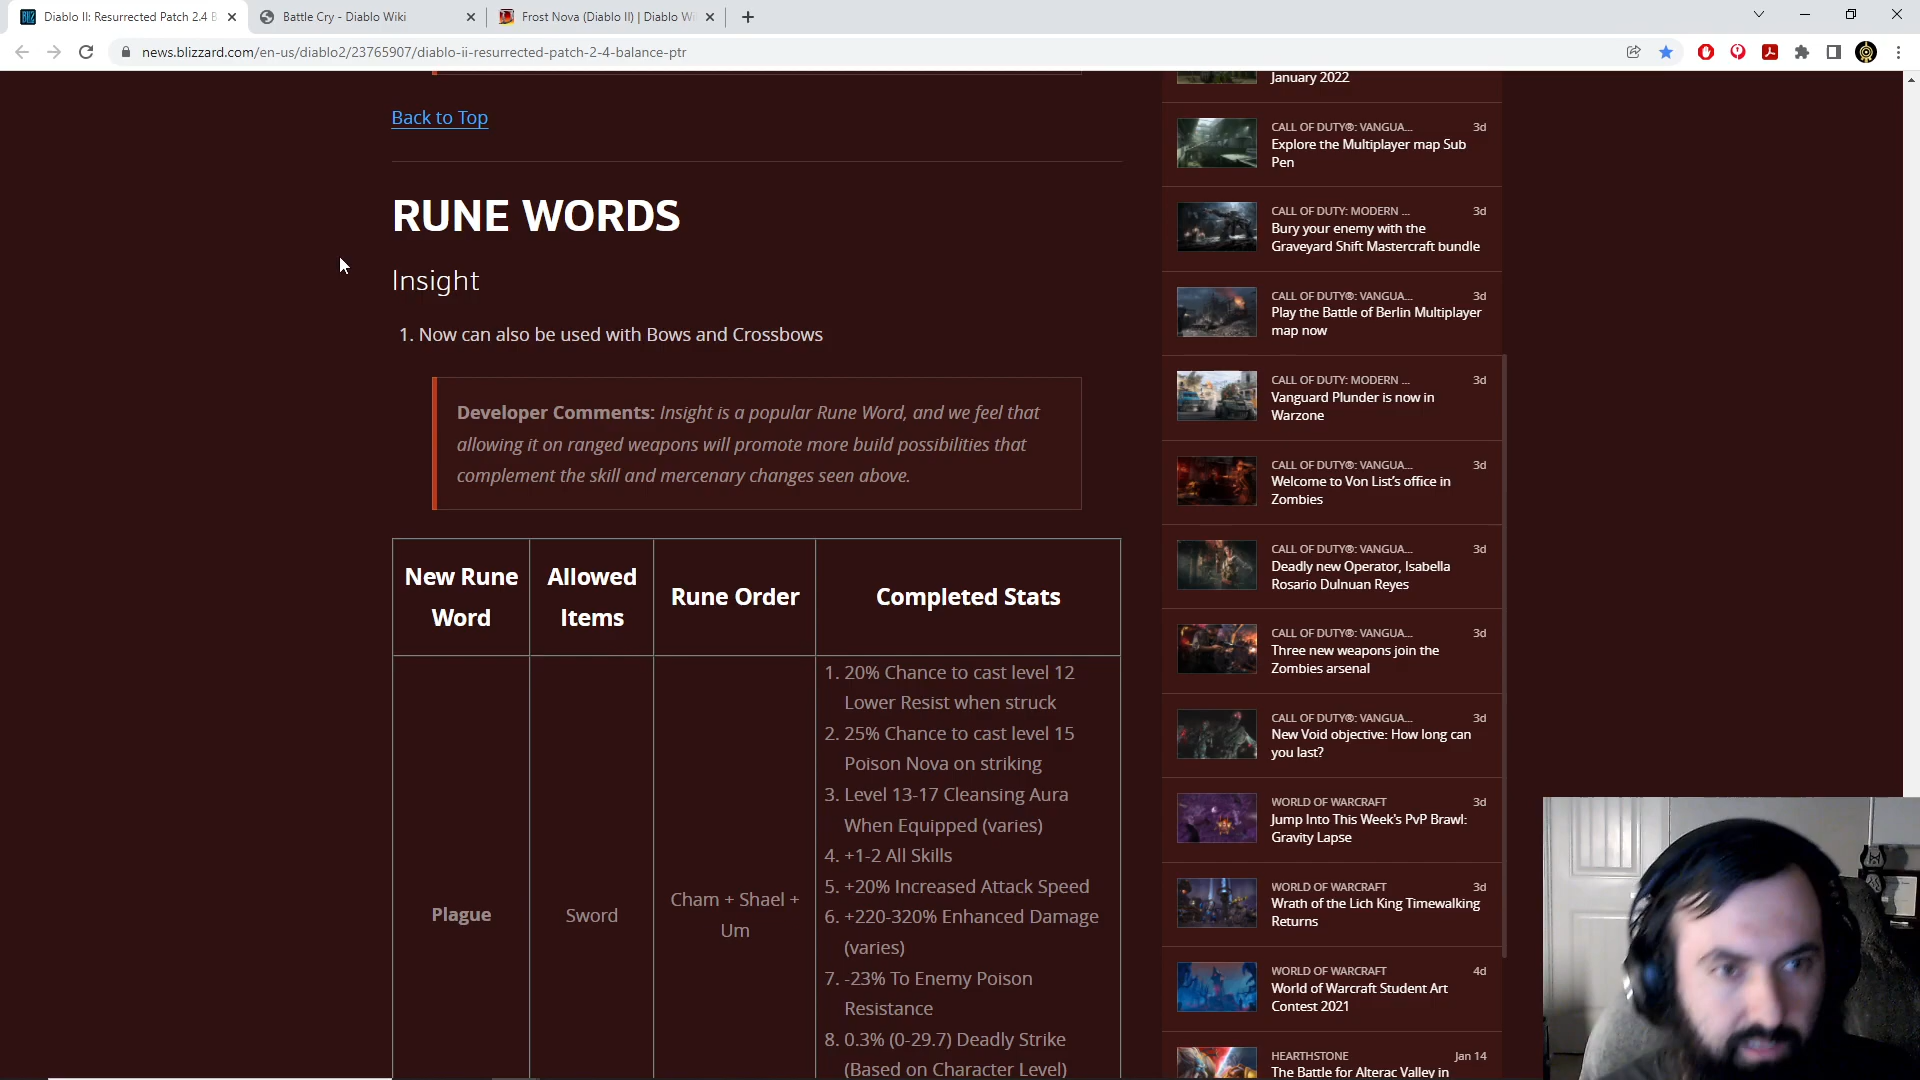 Diablo II: Resurrected Patch 2.4 B
Battle Cry - Diablo Wiki
Frost Nova (Diablo II) | Diablo Wi
news.blizzard.com/en-us/diablo2/23765907/diablo-ii-resurrected-patch-2-4-balance-ptr
Back to Top
RUNE WORDS
Insight
1. Now can also be used with Bows and Crossbows
Developer Comments: Insight is a popular Rune Word, and we feel that
allowing it on ranged weapons will promote more build possibilities that
complement the skill and mercenary changes seen above.
New Rune
Word
Allowed
Items
Rune Order
Completed Stats
Plague
Sword
Cham + Shael +
Um
1. 20% Chance to cast level 12
Lower Resist when struck
2. 25% Chance to cast level 15
Poison Nova on striking
3. Level 13-17 Cleansing Aura
When Equipped (varies)
4. +1-2 All Skills
5. +20% Increased Attack Speed
6. +220-320% Enhanced Damage
(varies)
7. -23% To Enemy Poison
Resistance
8. 0.3% (0-29.7) Deadly Strike
(Based on Character Level)
January 2022
CALL OF DUTY®: VANGUA... 3d
Explore the Multiplayer map Sub
Pen
CALL OF DUTY: MODERN ... 3d
Bury your enemy with the
Graveyard Shift Mastercraft bundle
CALL OF DUTY®: VANGUA... 3d
Play the Battle of Berlin Multiplayer
map now
CALL OF DUTY: MODERN ... 3d
Vanguard Plunder is now in
Warzone
CALL OF DUTY®: VANGUA... 3d
Welcome to Von List's office in
Zombies
CALL OF DUTY®: VANGUA... 3d
Deadly new Operator, Isabella
Rosario Dulnuan Reyes
CALL OF DUTY®: VANGUA... 3d
Three new weapons join the
Zombies arsenal
CALL OF DUTY®: VANGUA... 3d
New Void objective: How long can
you last?
WORLD OF WARCRAFT 3d
Jump Into This Week's PvP Brawl:
Gravity Lapse
WORLD OF WARCRAFT 3d
Wrath of the Lich King Timewalking
Returns
WORLD OF WARCRAFT 4d
World of Warcraft Student Art
Contest 2021
HEARTHSTONE Jan 14
The Battle for Alterac Valley in